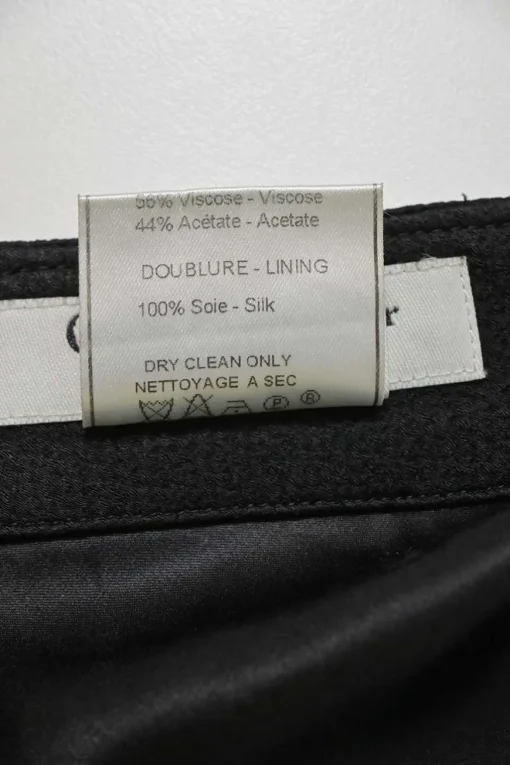 56% Viscose - Viscose
44% Acétate - Acetate
DOUBLURE - LINING
100% Soie - Silk
DRY CLEAN ONLY
NETTOYAGE A SEC
P R